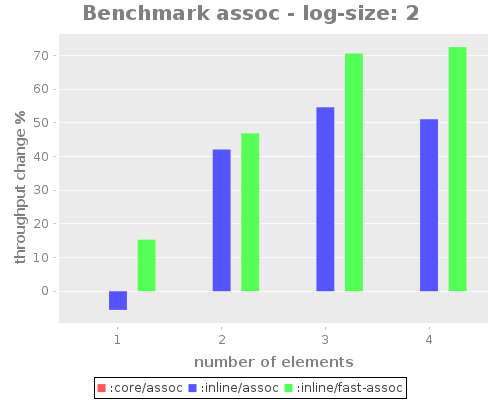 Benchmark assoc - log-size: 2
throughput change %
70
60
50
40
30
20
10
0
1 2 3 4
number of elements
:core/assoc :inline/assoc :inline/fast-assoc